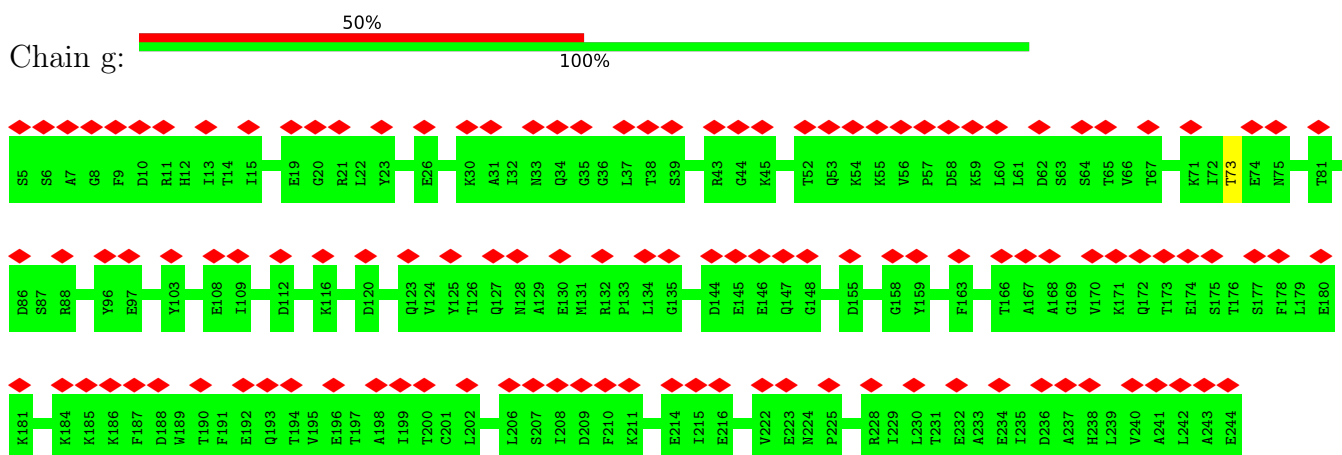 50%
Chain g:
100%
S5 S6 A7 G8 F9 D10 R11 H12 I13 T14 I15 E19 G20 R21 L22 Y23 E26 K30 A31 I32 N33 Q34 G35 G36 L37 T38 S39 R43 G44 K45 T52 Q53 K54 K55 V56 P57 D58 K59 L60 L61 D62 S63 S64 T65 V66 T67 K71 I72 T73 E74 N75 T81
D86 S87 R88 Y96 E97 Y103 E108 I109 D112 K116 D120 Q123 V124 Y125 T126 Q127 N128 A129 E130 M131 R132 P133 L134 G135 D144 E145 E146 Q147 G148 D155 G158 Y159 F163 T166 A167 A168 G169 V170 K171 Q172 T173 E174 S175 T176 S177 F178 L179 E180
K181 K184 K185 K186 F187 D188 W189 T190 F191 E192 Q193 T194 V195 E196 T197 A198 I199 T200 C201 L202 L206 S207 I208 D209 F210 K211 E214 I215 E216 V222 E223 N224 P225 R228 I229 L230 T231 E232 A233 E234 I235 D236 A237 H238 L239 V240 A241 L242 A243 E244